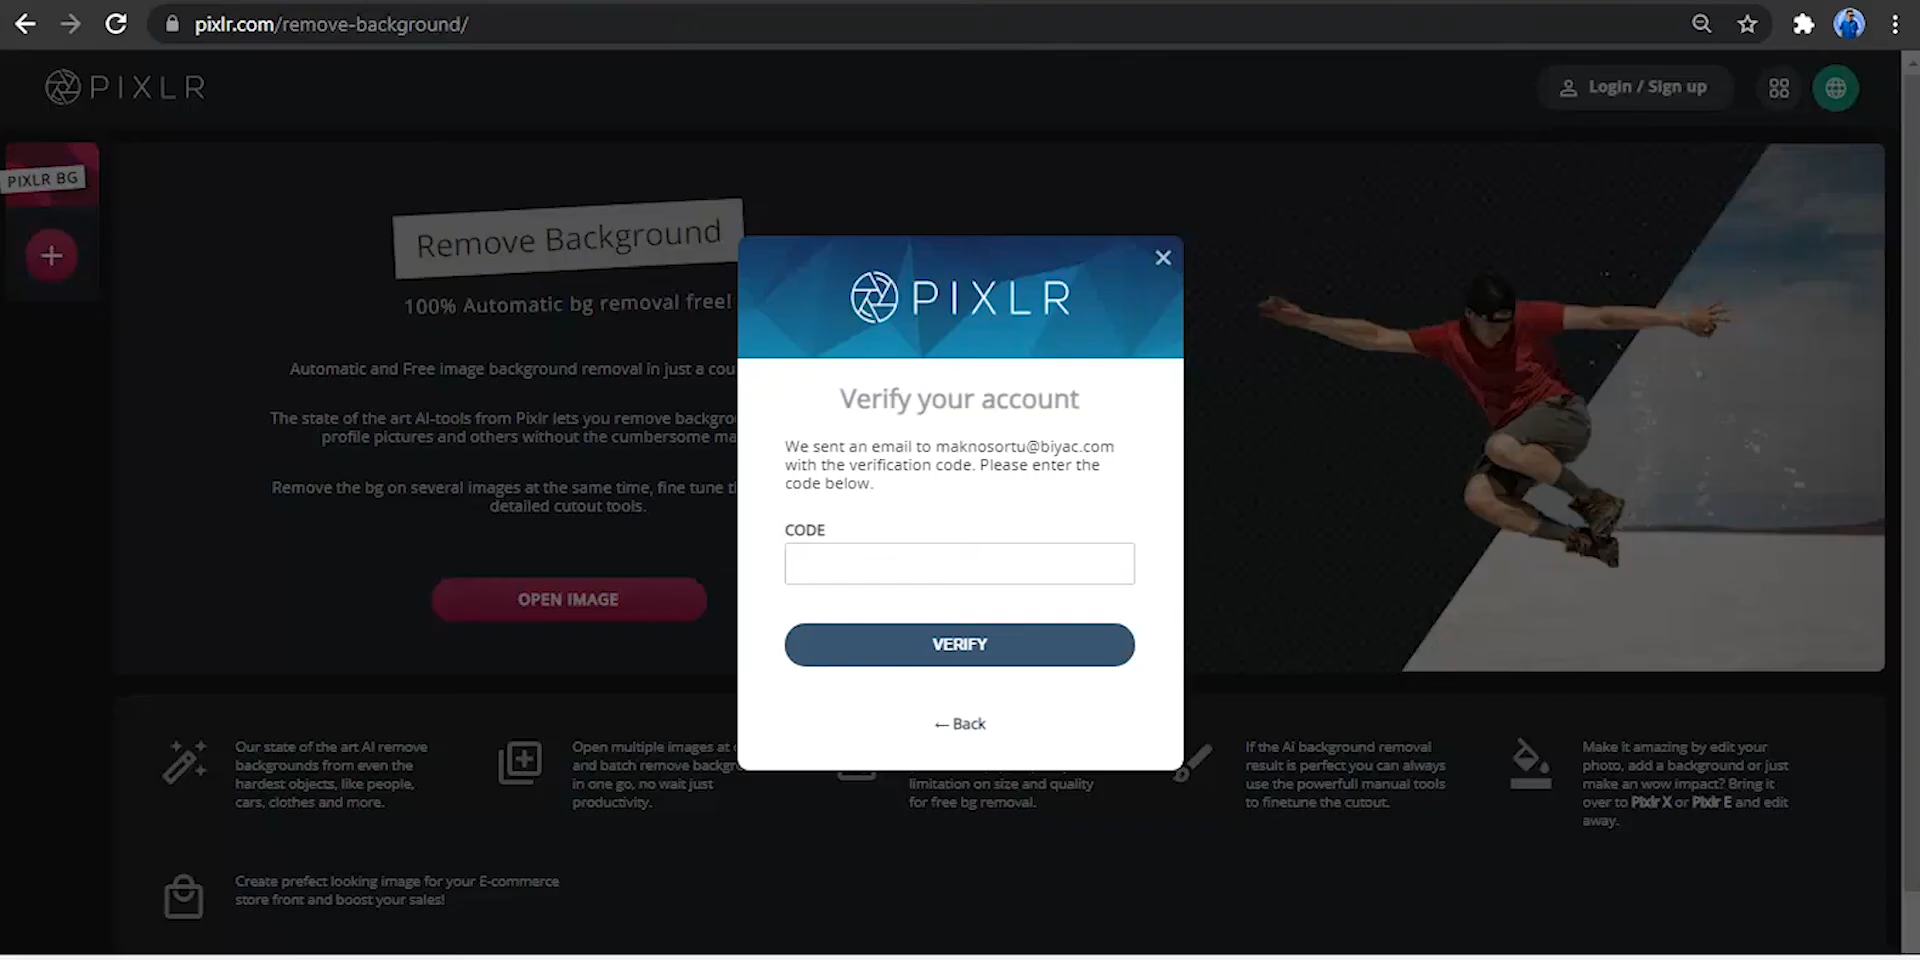 pixlr.com/remove-background/
PIXLR
Login / Sign up
PIXLR BG
Remove Background
100% Automatic bg removal free!
Automatic and Free image background removal in just a
The state of the art AI-tools from Pixlr lets you remove
profile pictures and others without the cumbersome
Remove the bg on several images at the same time, fine tune
detailed cutout tools.
OPEN IMAGE
PIXLR
Verify your account
We sent an email to maknosortu@biyac.com
with the verification code. Please enter the
code below.
CODE
VERIFY
← Back
Our state of the art AI remove
backgrounds from even the
hardest objects, like people,
cars, clothes and more.
Open multiple images at
and batch remove
in one go, no wait just
productivity.
limitation on size and quality
for free bg removal.
If the Ai background removal
result is perfect you can always
use the powerfull manual tools
to finetune the cutout.
Make it amazing by edit your
photo, add a background or just
make an wow impact? Bring it
over to Pixlr X or Pixlr E and edit
away.
Create prefect looking image for your E-commerce
store front and boost your sales!